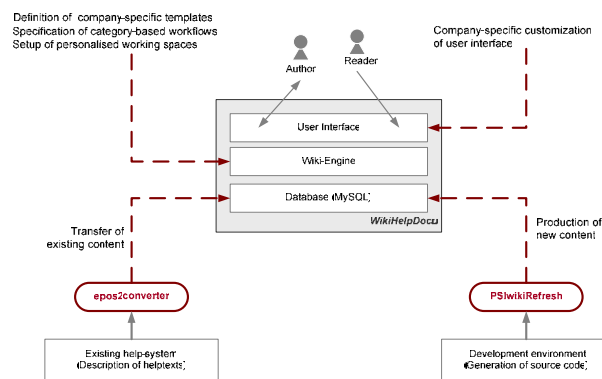 Definition of company-specific templates
Specification of category-based workflows
Setup of personalised working spaces
Company-specific customization
of user interface
Author
Reader
User Interface
Wiki-Engine
Database (MySQL)
WikiHelpDocu
Transfer of
existing content
Production of
new content
epos2converter
PSIwikiRefresh
Existing help-system
(Description of helptexts)
Development environment
(Generation of source code)